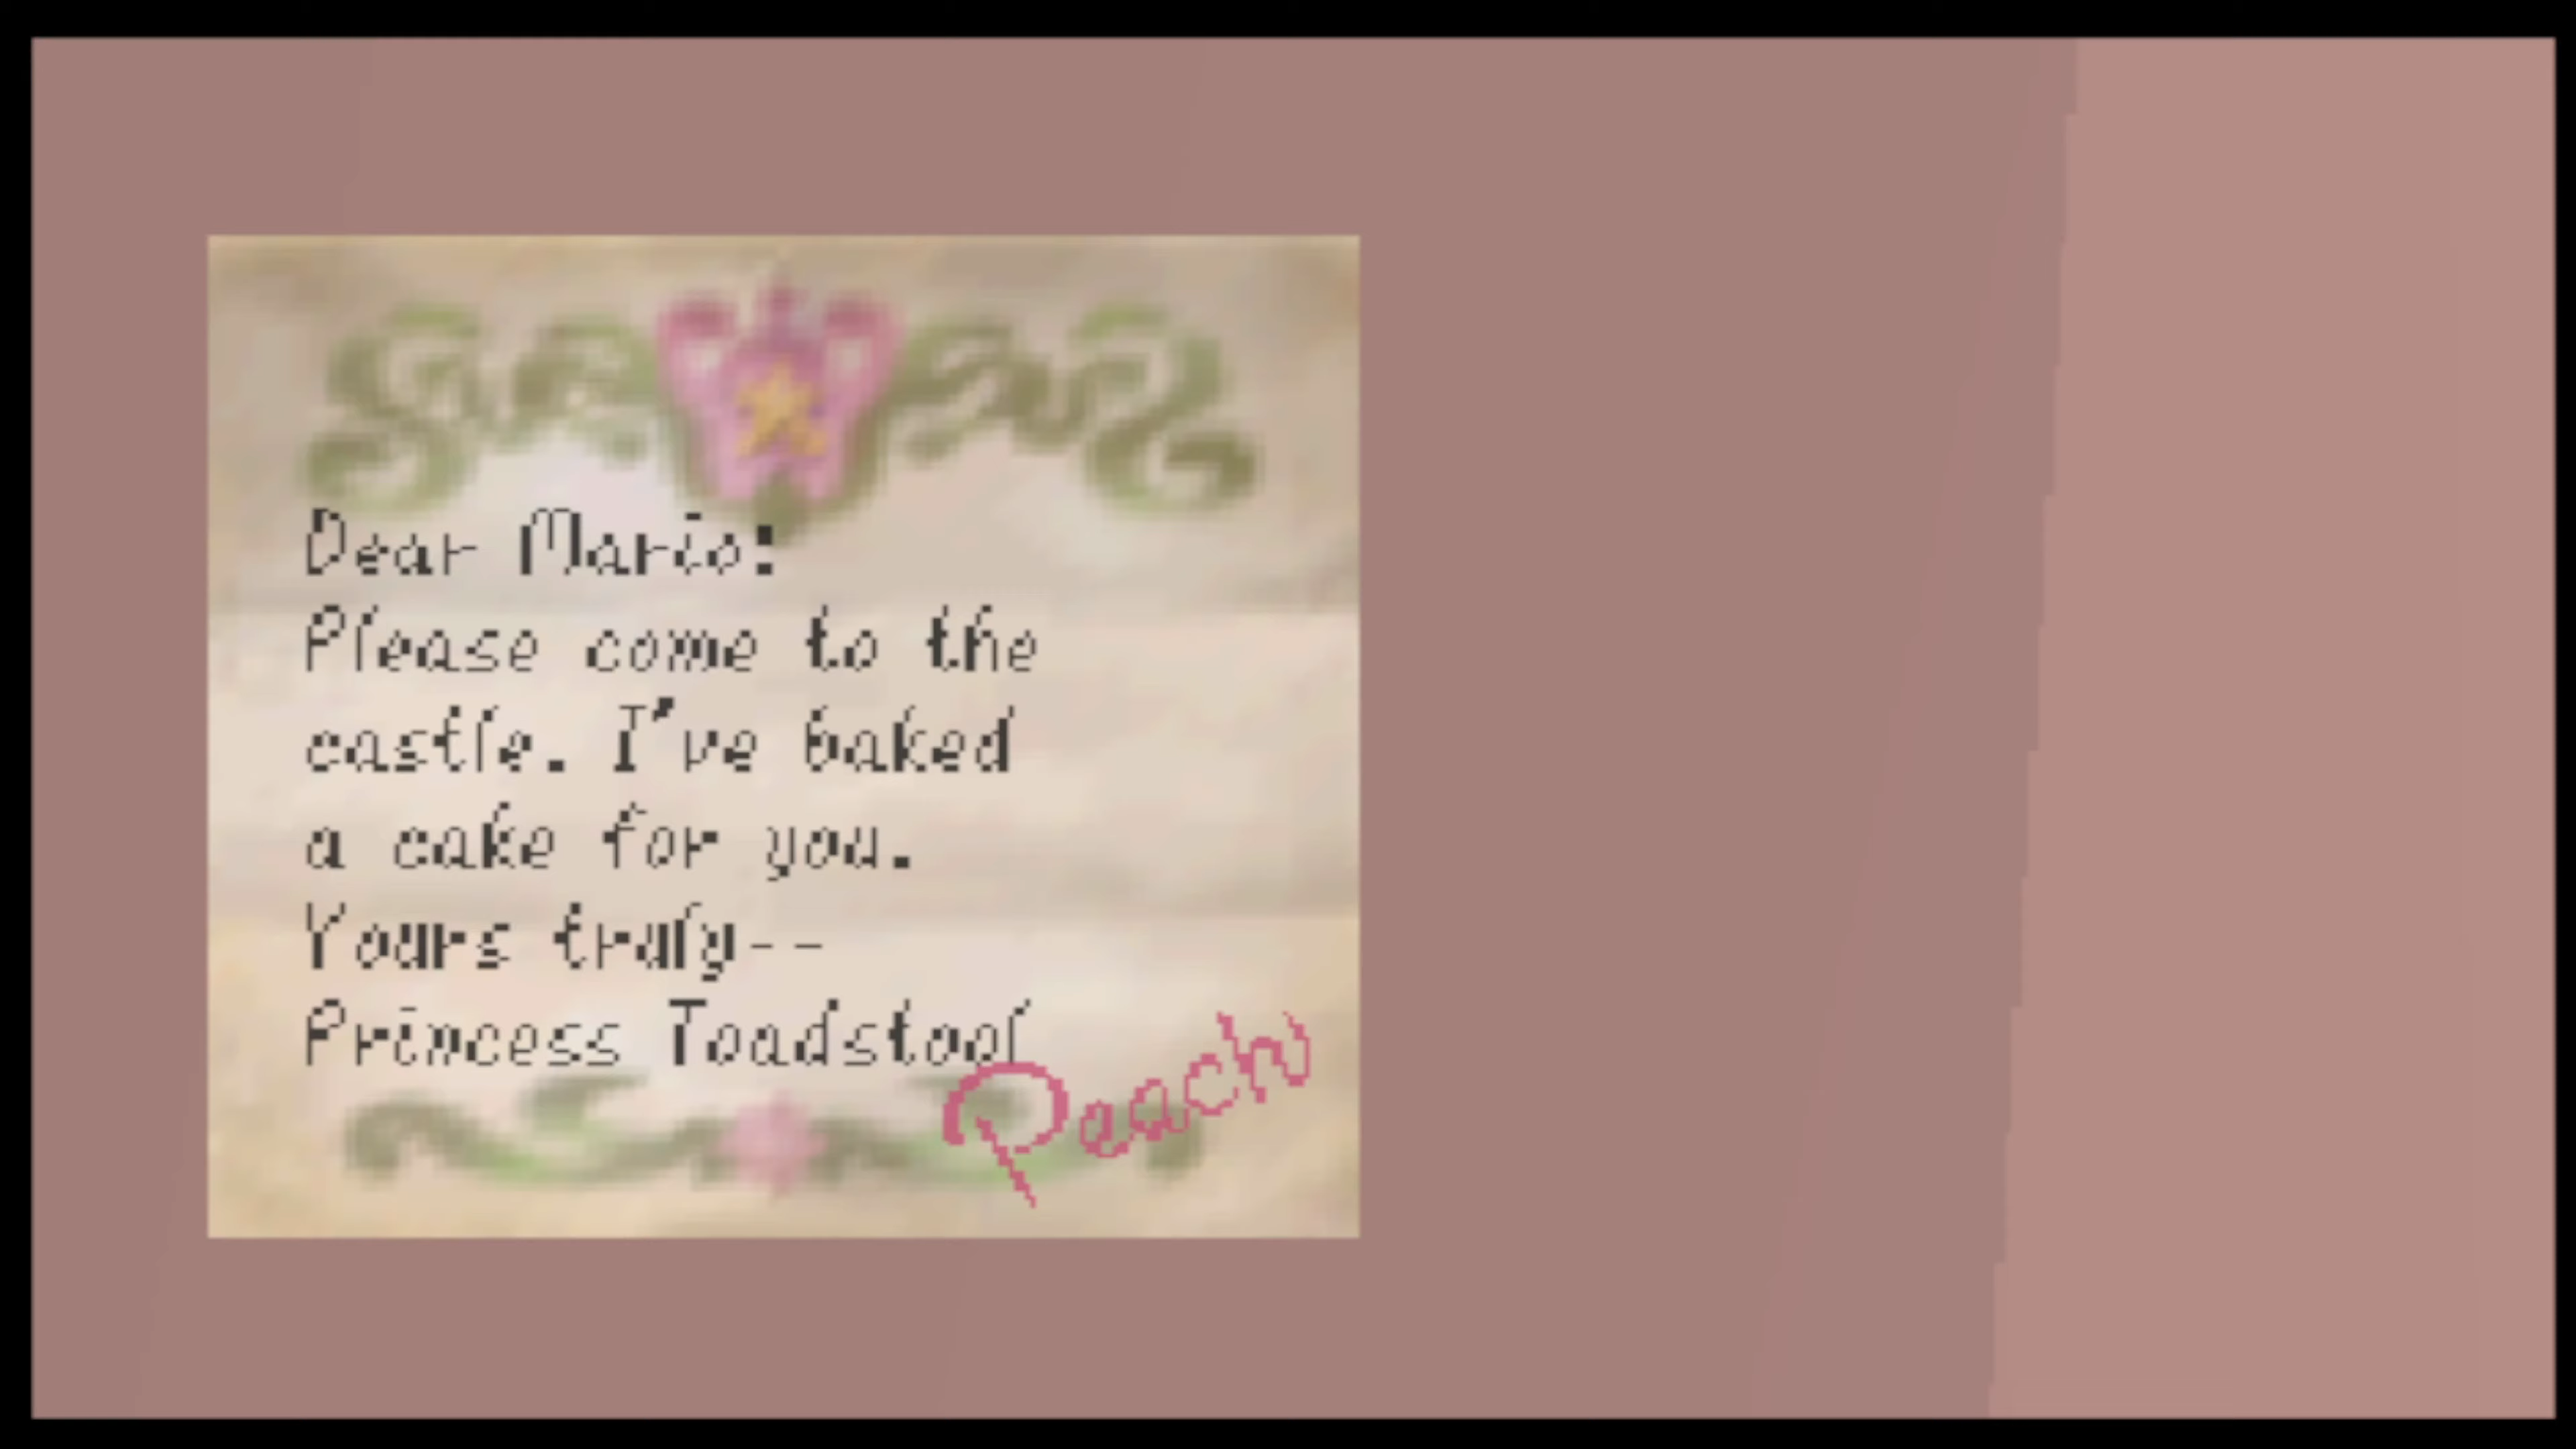 Dear Mario:
Please come to the
castle. I've baked
a cake for you.
Yours truly--
Princess Toadstool
Peach